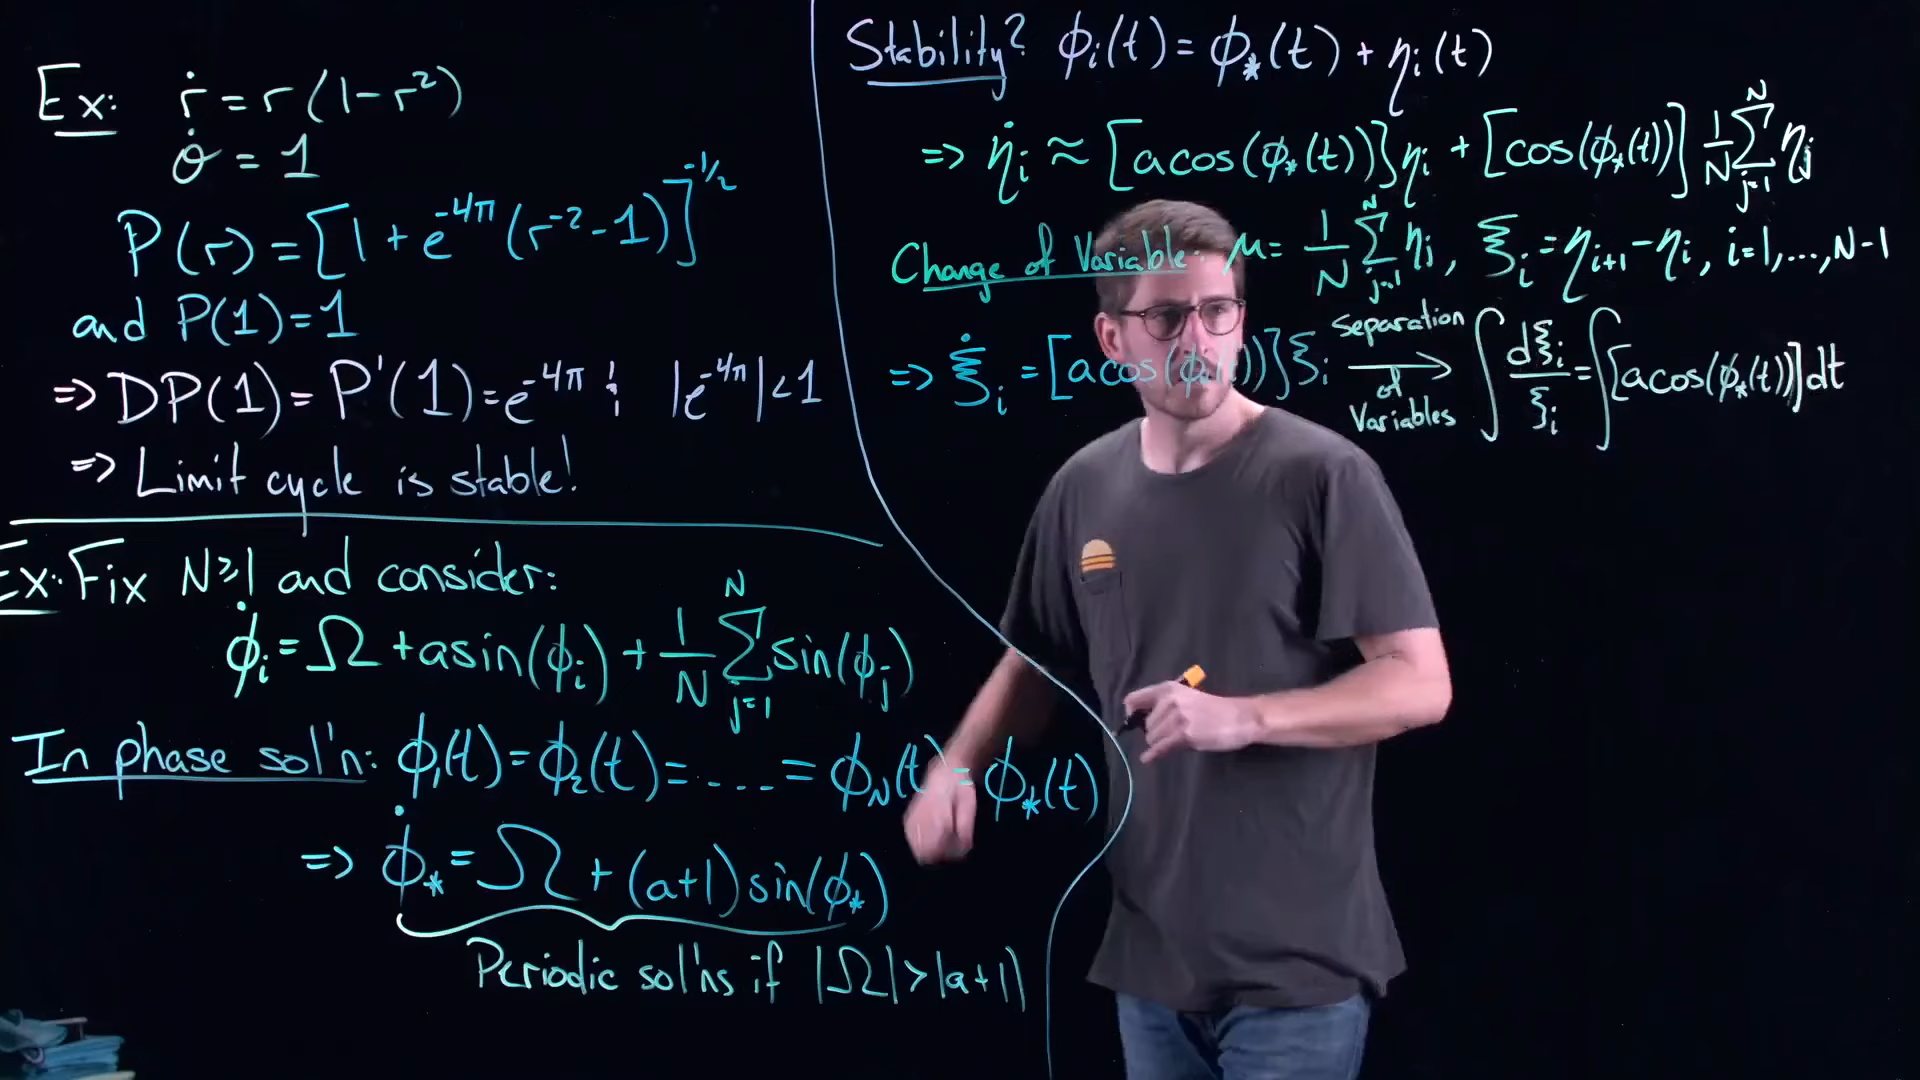 Ex: ṙ = r(1-r²)
θ̇ = 1
P(r) = [1 + e^{-4π}(r^{-2}-1)]^{-1/2}
and P(1)=1
=> DP(1) = P'(1) = e^{-4π} ; |e^{-4π}| < 1
=> Limit cycle is stable!
Ex: Fix N≥1 and consider:
ϕ̇_i = Ω + a sin(ϕ_i) + 1/N Σ_{j=1}^{N} sin(ϕ_j)
In phase sol'n: ϕ_1(t) = ϕ_2(t) = .... = ϕ_N(t) = ϕ_*(t)
=> ϕ̇_* = Ω + (a+1) sin(ϕ_*)
Periodic sol'ns if |Ω| > |a+1|
Stability? ϕ_i(t) = ϕ_*(t) + η_i(t)
=> η̇_i ≈ [a cos(ϕ_*(t))]η_i + [cos(ϕ_*(t))] 1/N Σ_{j=1}^{N} η_j
Change of Variable: μ = 1/N Σ_{j=1}^{N} η_j, ξ_i = η_{i+1} - η_i, i=1,...,N-1
=> ξ̇_i = [a cos(ϕ_*(t))]ξ_i Separation of Variables → ∫ dξ_i/ξ_i = ∫[a cos(ϕ_*(t))]dt